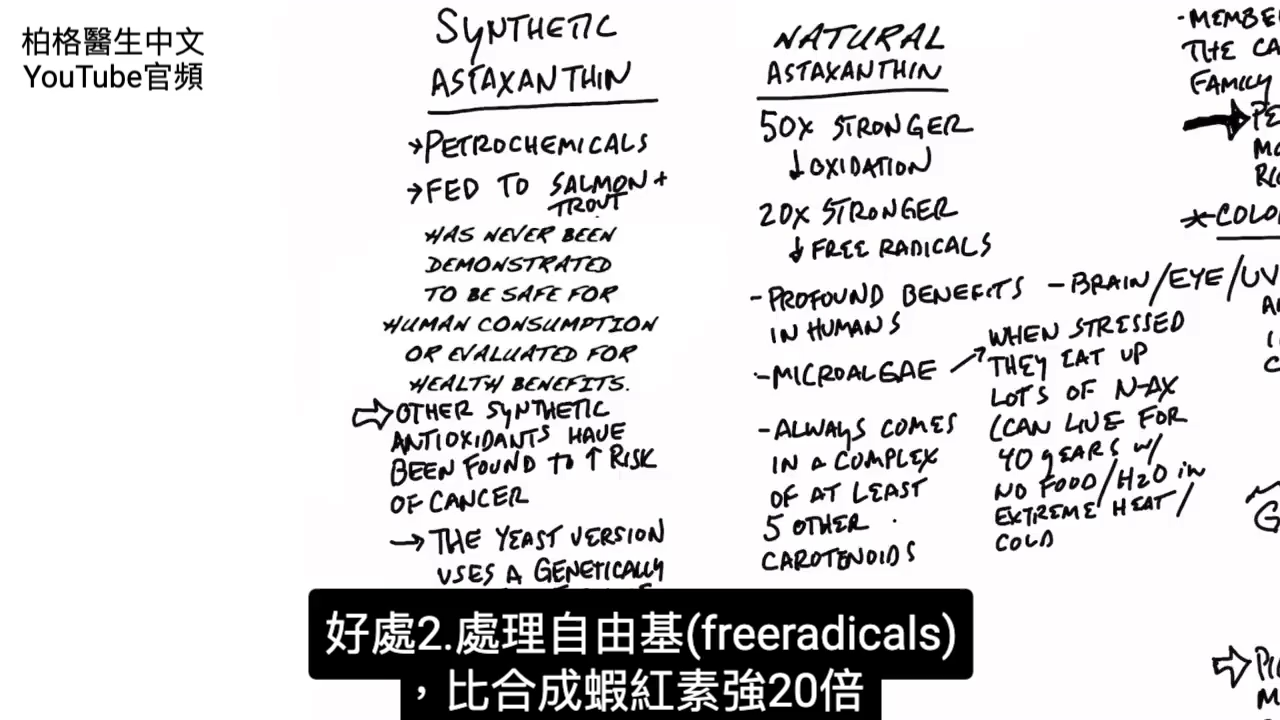 柏格醫生中文
YouTube官頻
SYNTHETIC
ASTAXANTHIN
→PETROCHEMICALS
→FED TO SALMON +
TROUT
HAS NEVER BEEN
DEMONSTRATED
TO BE SAFE FOR
HUMAN CONSUMPTION
OR EVALUATED FOR
HEALTH BENEFITS.
⇨OTHER SYNTHETIC
ANTIOXIDANTS HAVE
BEEN FOUND TO ↑ RISK
OF CANCER
→ THE YEAST VERSION
USES A GENETICALLY
NATURAL
ASTAXANTHIN
50X STRONGER
↓OXIDATION
20X STRONGER
↓FREE RADICALS
- PROFOUND BENEFITS - BRAIN/EYE/UV
IN HUMANS
-MICROALGAE →
WHEN STRESSED
THEY EAT UP
LOTS OF N-AX
(CAN LIVE FOR
40 YEARS W/
NO FOOD/H2O in
EXTREME HEAT/
COLD
-ALWAYS COMES
IN A COMPLEX
OF AT LEAST
5 OTHER
CAROTENOIDS
-MEMBE
THE CA
FAMILY
*COLO
好處2.處理自由基(freeradicals)
，比合成蝦紅素強20倍